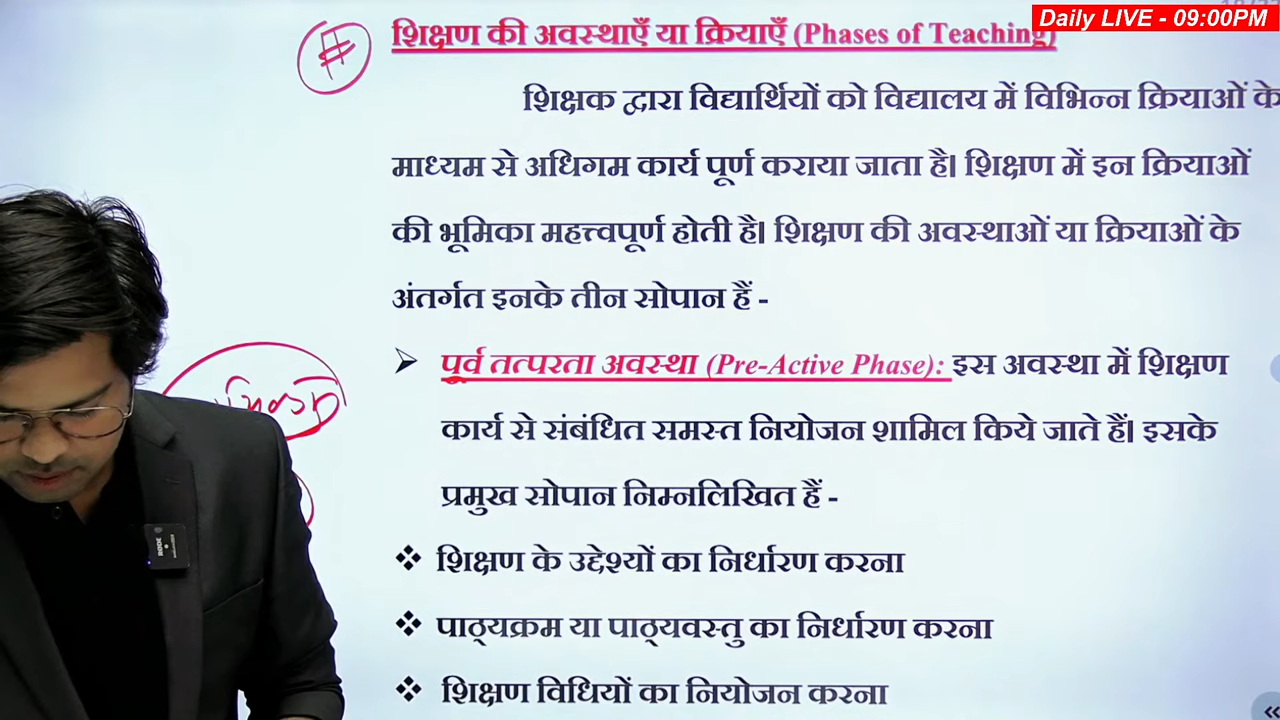 Daily LIVE - 09:00PM
शिक्षण की अवस्थाएँ या क्रियाएँ (Phases of Teaching)
शिक्षक द्वारा विद्यार्थियों को विद्यालय में विभिन्न क्रियाओं के
माध्यम से अधिगम कार्य पूर्ण कराया जाता है। शिक्षण में इन क्रियाओं
की भूमिका महत्त्वपूर्ण होती है। शिक्षण की अवस्थाओं या क्रियाओं के
अंतर्गत इनके तीन सोपान हैं -
➢ पूर्व तत्परता अवस्था (Pre-Active Phase): इस अवस्था में शिक्षण
कार्य से संबंधित समस्त नियोजन शामिल किये जाते हैं। इसके
प्रमुख सोपान निम्नलिखित हैं -
❖ शिक्षण के उद्देश्यों का निर्धारण करना
❖ पाठ्यक्रम या पाठ्यवस्तु का निर्धारण करना
❖ शिक्षण विधियों का नियोजन करना
RODE